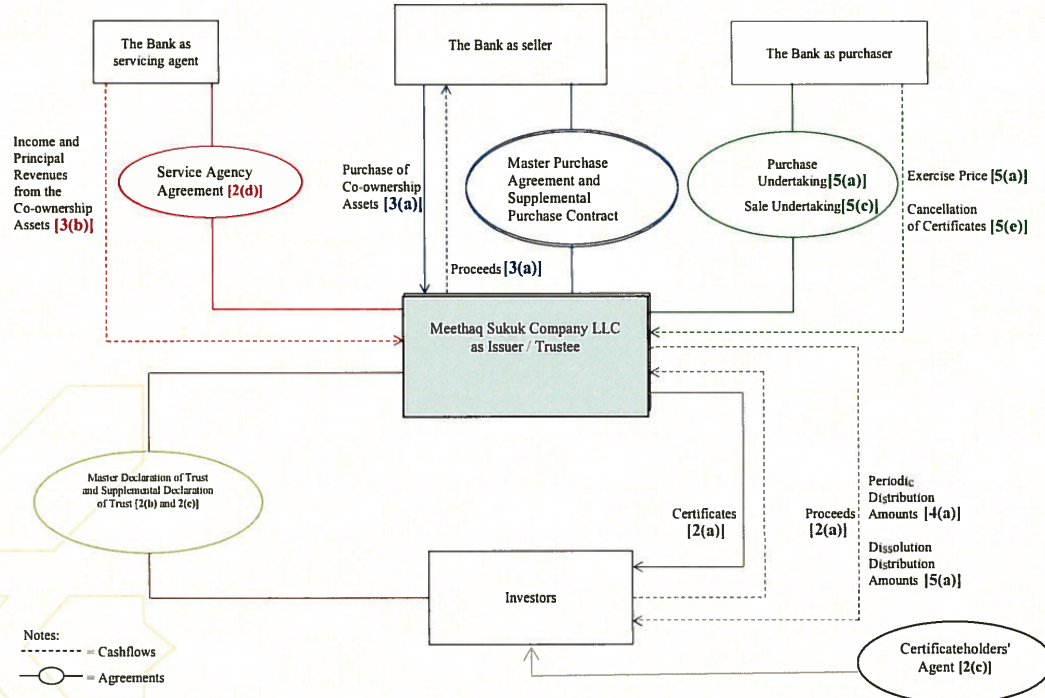 The Bank as
servicing agent
The Bank as seller
The Bank as purchaser
Income and
Principal
Revenues
from the
Co-ownership
Assets [3(b)]
Service Agency
Agreement [2(d)]
Purchase of
Co-ownership
Assets [3(a)]
Proceeds [3(a)]
Master Purchase
Agreement and
Supplemental
Purchase Contract
Purchase
Undertaking[5(a)]
Sale Undertaking[5(c)]
Exercise Price [5(a)]
Cancellation
of Certificates [5(e)]
Meethaq Sukuk Company LLC
as Issuer / Trustee
Master Declaration of Trust
and Supplemental Declaration
of Trust [2(b) and 2(e)]
Certificates
[2(a)]
Proceeds
[2(a)]
Periodic
Distribution
Amounts [4(a)]
Dissolution
Distribution
Amounts [5(a)]
Investors
Certificateholders'
Agent [2(c)]
Notes:
= Cashflows
= Agreements